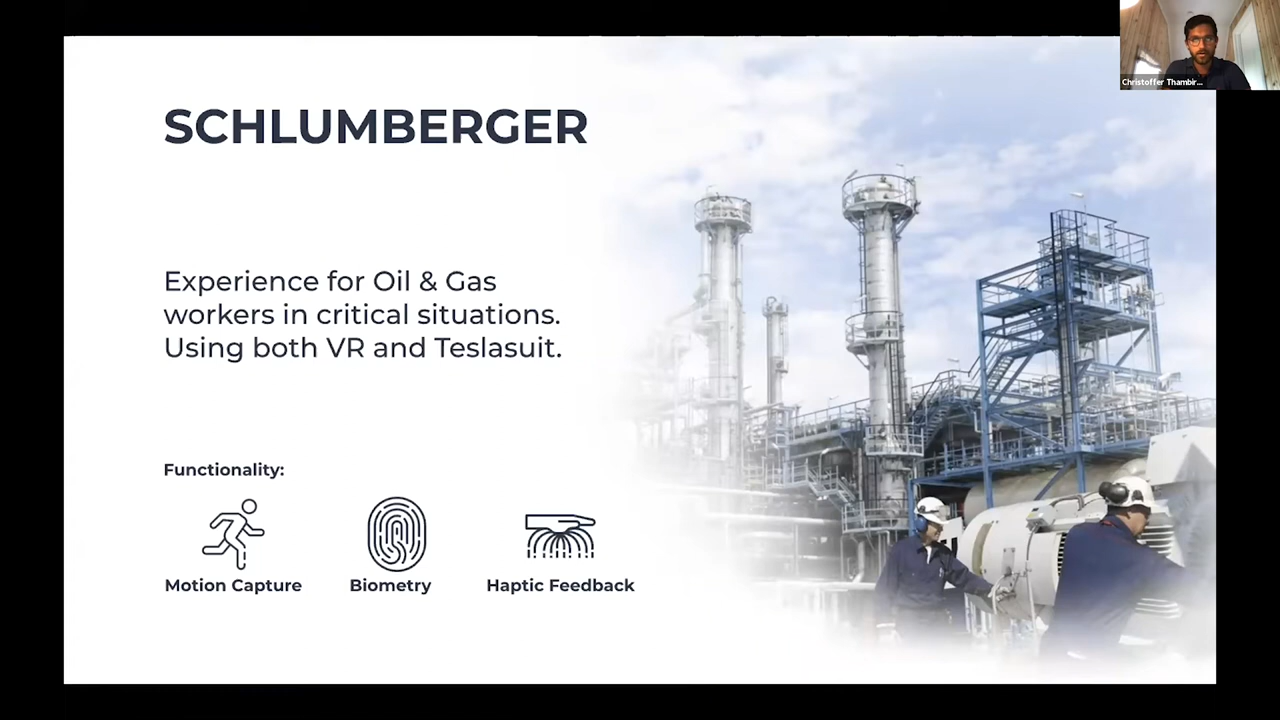 Christoffer Thambir...
SCHLUMBERGER
Experience for Oil & Gas
workers in critical situations.
Using both VR and Teslasuit.
Functionality:
Motion Capture
Biometry
Haptic Feedback